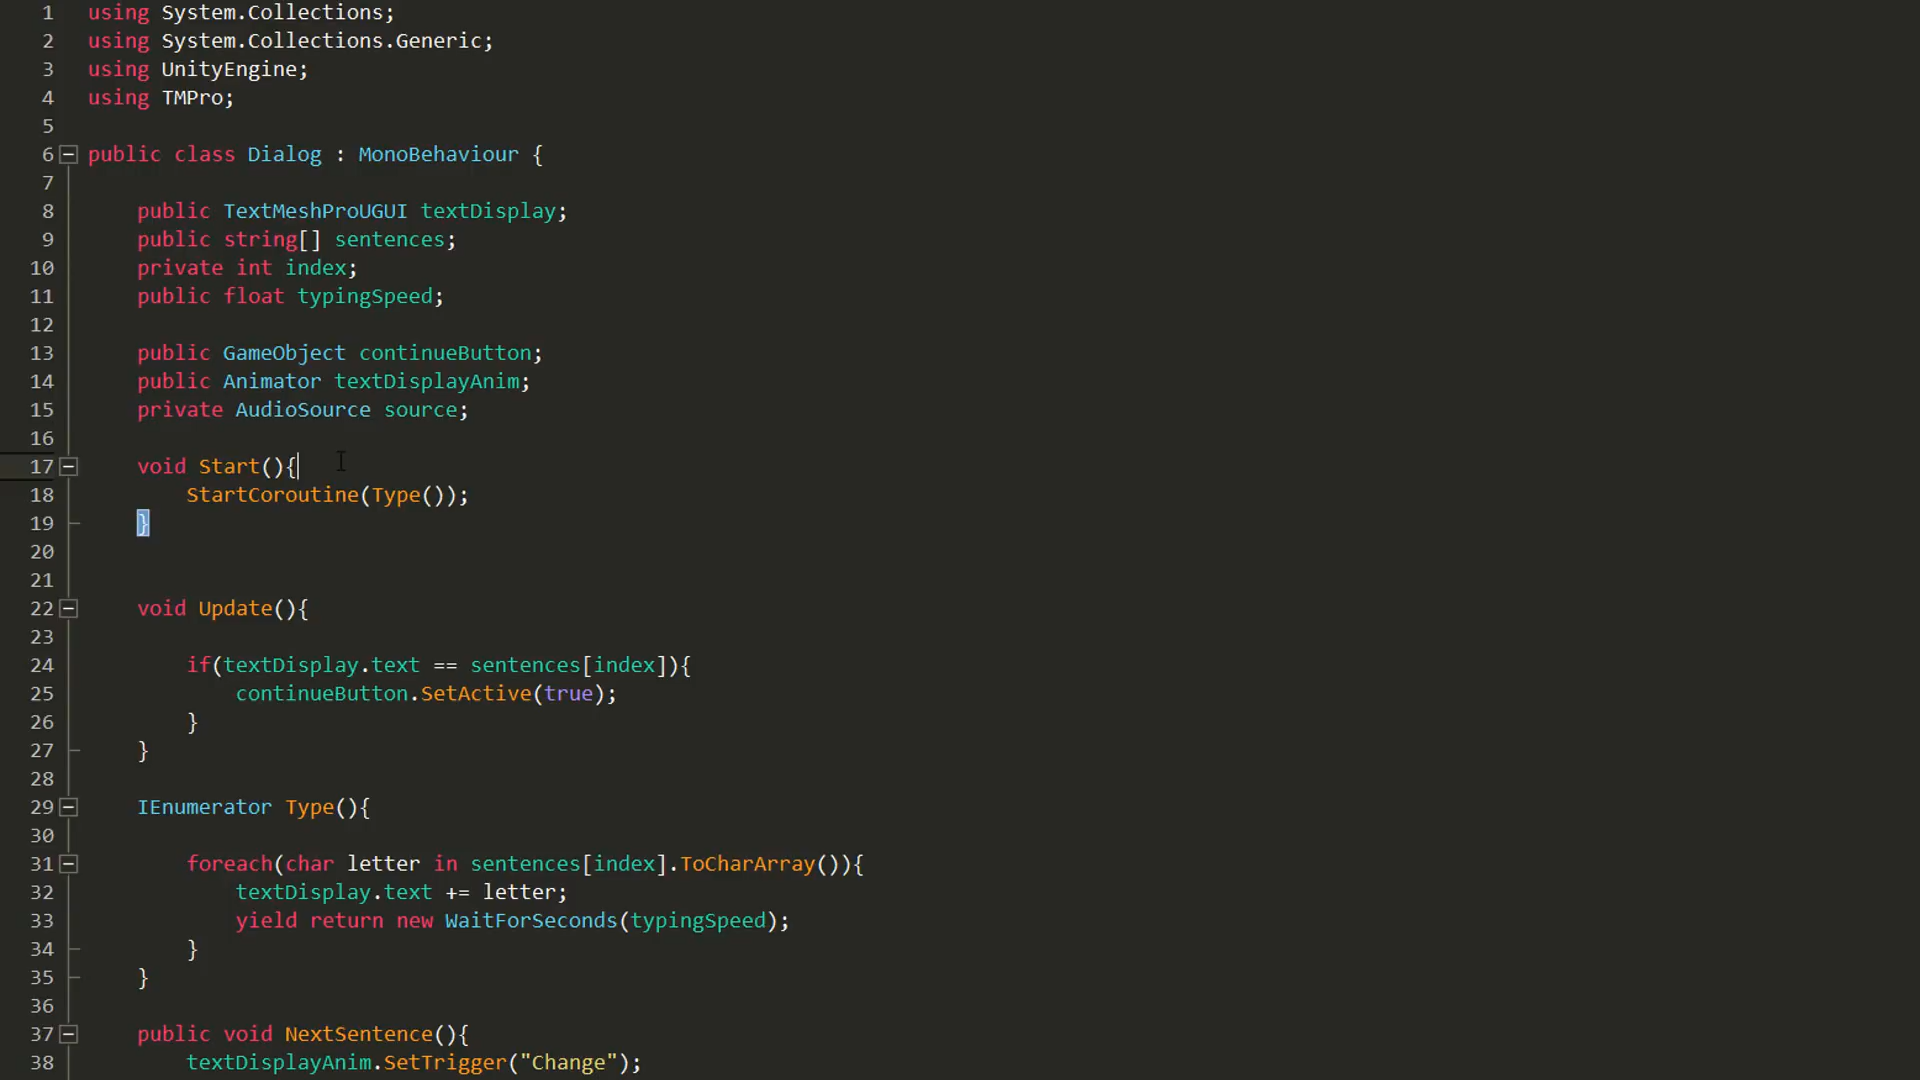 1 using System.Collections;
2 using System.Collections.Generic;
3 using UnityEngine;
4 using TMPro;
5
6 public class Dialog : MonoBehaviour {
7
8 public TextMeshProUGUI textDisplay;
9 public string[] sentences;
10 private int index;
11 public float typingSpeed;
12
13 public GameObject continueButton;
14 public Animator textDisplayAnim;
15 private AudioSource source;
16
17 void Start(){
18 StartCoroutine(Type());
19 }
20
21
22 void Update(){
23
24 if(textDisplay.text == sentences[index]){
25 continueButton.SetActive(true);
26 }
27 }
28
29 IEnumerator Type(){
30
31 foreach(char letter in sentences[index].ToCharArray()){
32 textDisplay.text += letter;
33 yield return new WaitForSeconds(typingSpeed);
34 }
35 }
36
37 public void NextSentence(){
38 textDisplayAnim.SetTrigger("Change");